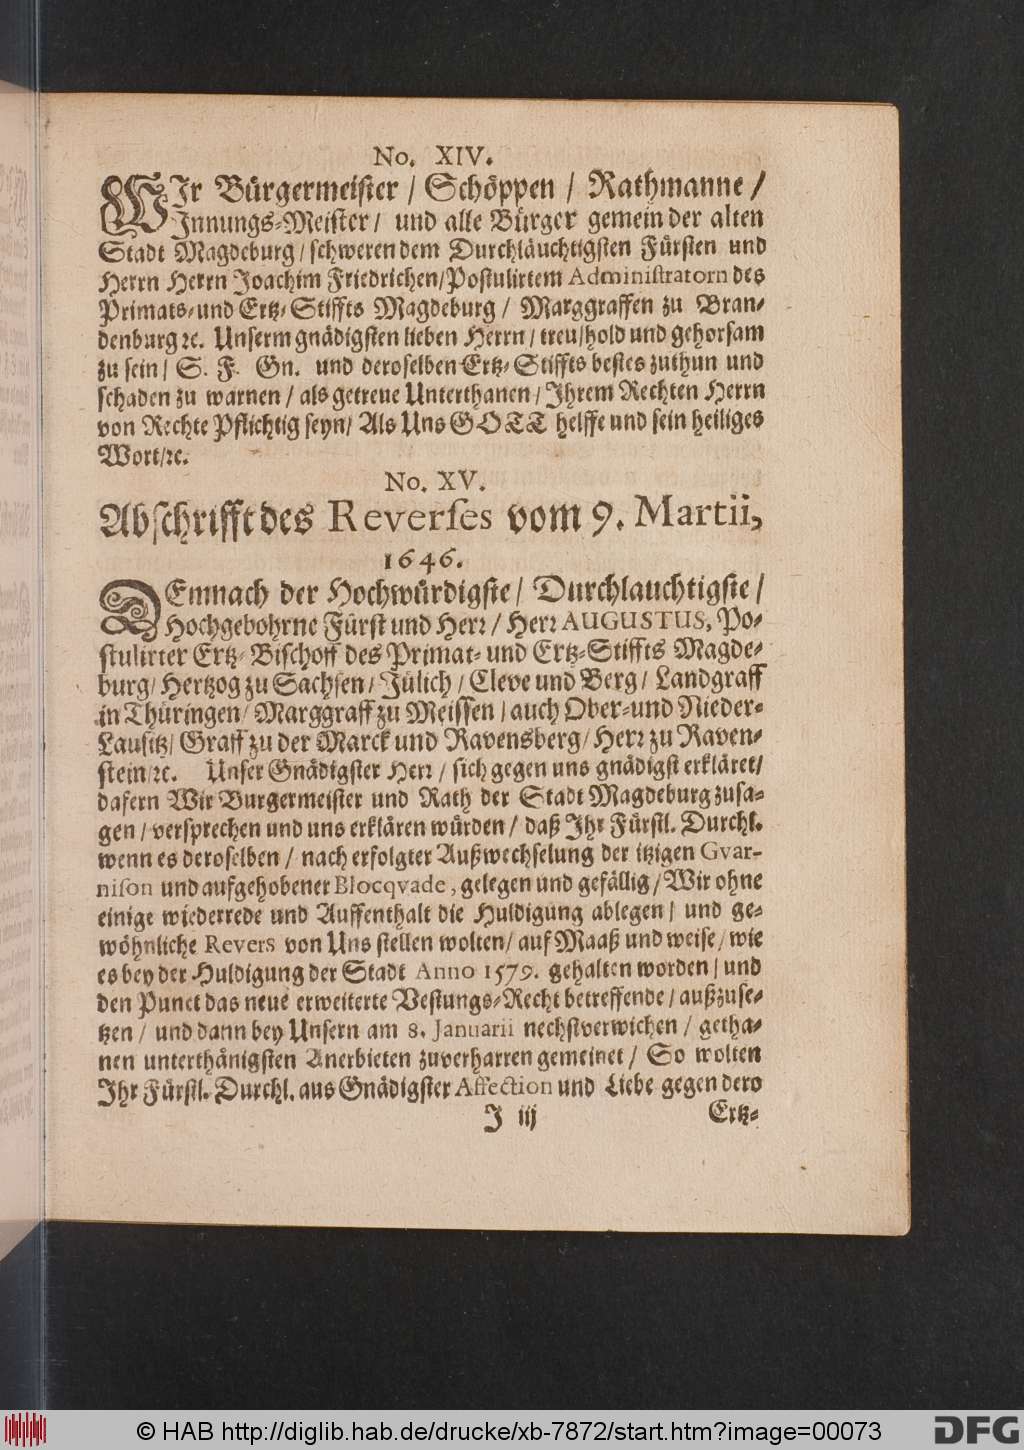 No. XIV.
WIr Bürgermeister / Schöppen / Rathmanne /
Innungs-Meister / und alle Bürger gemein der alten
Stadt Magdeburg / schweren dem Durchläuchtigsten Fürsten und
Herrn Herrn Joachim Friedrichen / Postulirtem Administratorn des
Primats- und Ertz-Stiffts Magdeburg / Marggraffen zu Bran-
denburg ꝛc. Unserm gnädigsten lieben Herrn / treu / hold und gehorsam
zu sein / S. F. Gn. und deroselben Ertz-Stiffts bestes zuthun und
schaden zu warnen / als getreue Unterthanen / Ihrem Rechten Herrn
von Rechte Pflichtig seyn / Als Uns GOTT helffe und sein heiliges
Wort / ꝛc.
No. XV.
Abschrifft des Reverses vom 9. Martii,
1646.
DEmnach der Hochwürdigste / Durchlauchtigste /
Hochgebohrne Fürst und Herr / Herr AUGUSTUS, Po-
stulirter Ertz-Bischoff des Primat- und Ertz-Stiffts Magde-
burg / Hertzog zu Sachsen / Jülich / Cleve und Berg / Landgraff
in Thüringen / Marggraff zu Meissen / auch Ober- und Nieder-
Lausitz / Graff zu der Marck und Ravensberg / Herr zu Raven-
stein / ꝛc. Unser Gnädigster Herr / sich gegen uns gnädigst erkläret /
dafern Wir Burgermeister und Rath der Stadt Magdeburg zusa-
gen / versprechen und uns erklären würden / daß Ihr Fürstl. Durchl.
wenn es deroselben / nach erfolgter Außwechselung der itzigen Gvar-
nison und aufgehobener Blocqvade, gelegen und gefällig / Wir ohne
einige wiederrede und Auffenthalt die Huldigung ablegen / und ge-
wöhnliche Revers von Uns stellen wolten / auf Maaß und weise / wie
es bey der Huldigung der Stadt Anno 1579. gehalten worden / und
den Punct das neue erweiterte Vestungs-Recht betreffende / außzuse-
tzen / und dann bey Unsern am 8. Januarii nechstverwichen / getha-
nen unterthänigsten Anerbieten zuverharren gemeinet / So wolten
Ihr Fürstl. Durchl. aus Gnädigster Affection und Liebe gegen dero
J iij Ertz-
© HAB http://diglib.hab.de/drucke/xb-7872/start.htm?image=00073
DFG